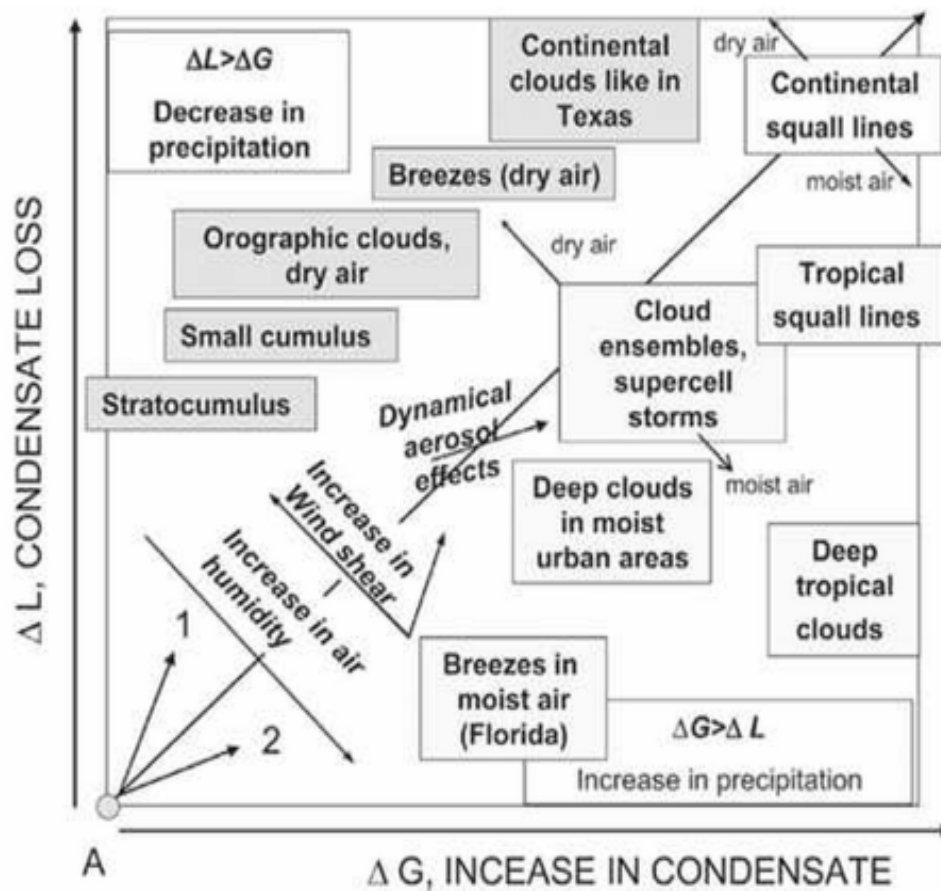 ΔL>ΔG
Decrease in
precipitation
Continental
clouds like in
Texas
dry air
Continental
squall lines
moist air
Breezes (dry air)
Orographic clouds,
dry air
dry air
Tropical
squall lines
Small cumulus
Cloud
ensembles,
supercell
storms
Stratocumulus
Dynamical
aerosol
effects
moist air
Increase in
Wind shear
Deep clouds
in moist
urban areas
Increase in air
humidity
Deep
tropical
clouds
1
2
Breezes in
moist air
(Florida)
ΔG>Δ L
Increase in precipitation
Δ L, CONDENSATE LOSS
A
Δ G, INCEASE IN CONDENSATE